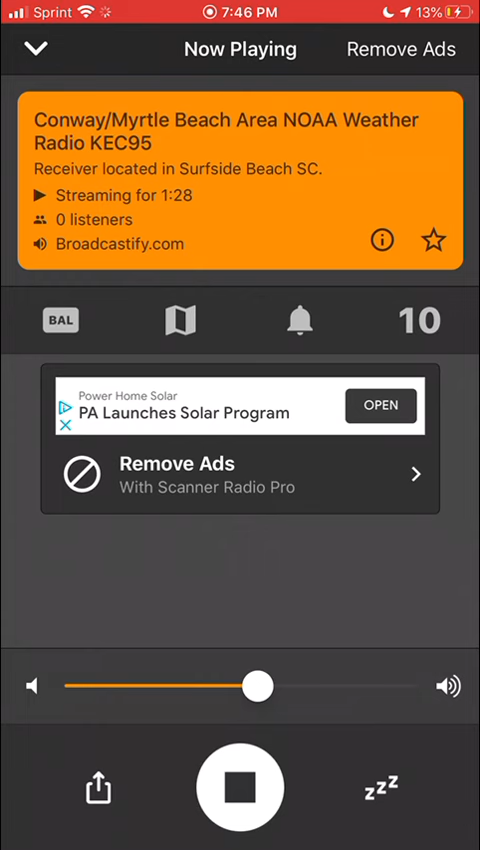 Sprint 7:46 PM 13%
Now Playing Remove Ads
Conway/Myrtle Beach Area NOAA Weather
Radio KEC95
Receiver located in Surfside Beach SC.
Streaming for 1:28
0 listeners
Broadcastify.com
BAL 10
Power Home Solar
PA Launches Solar Program
OPEN
Remove Ads
With Scanner Radio Pro
zzz